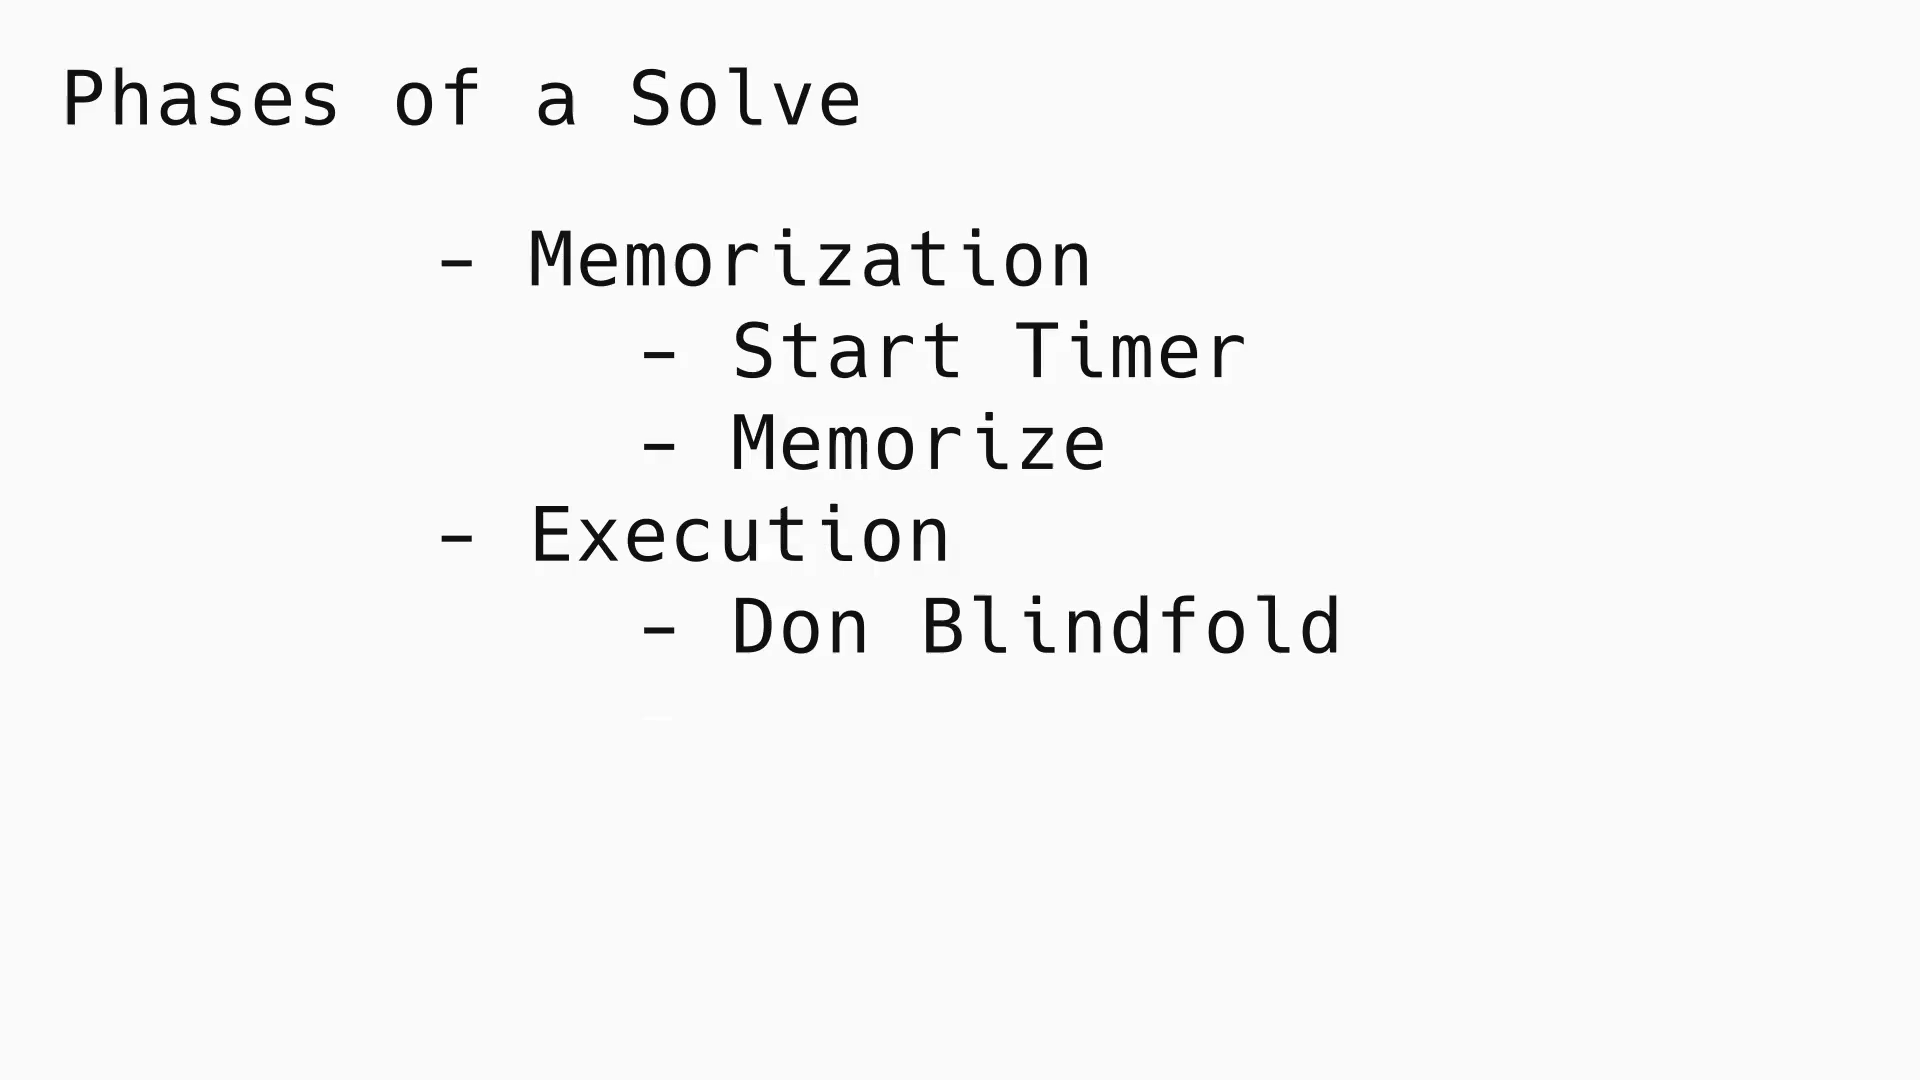 Phases of a Solve
- Memorization
- Start Timer
- Memorize
- Execution
- Don Blindfold